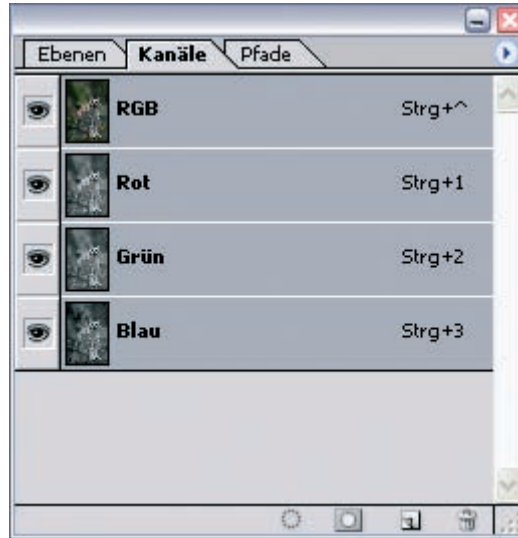 Ebenen Kanäle Pfade
RGB Strg+^
Rot Strg+1
Grün Strg+2
Blau Strg+3